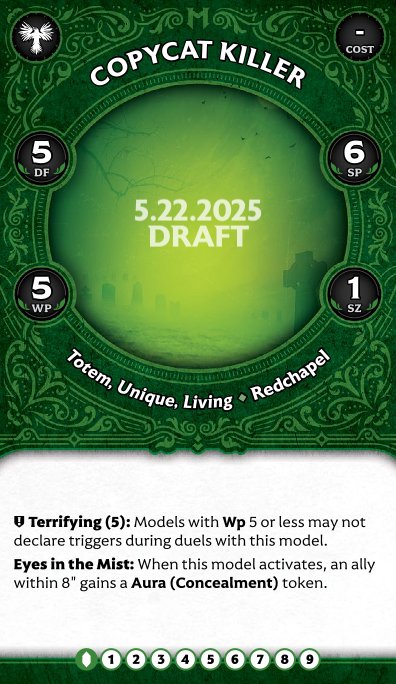 COPYCAT KILLER
-
COST
5
DF
6
SP
5.22.2025
DRAFT
5
WP
1
SZ
Totem, Unique, Living ◆ Redchapel
Terrifying (5): Models with Wp 5 or less may not
declare triggers during duels with this model.
Eyes in the Mist: When this model activates, an ally
within 8" gains a Aura (Concealment) token.
1 2 3 4 5 6 7 8 9